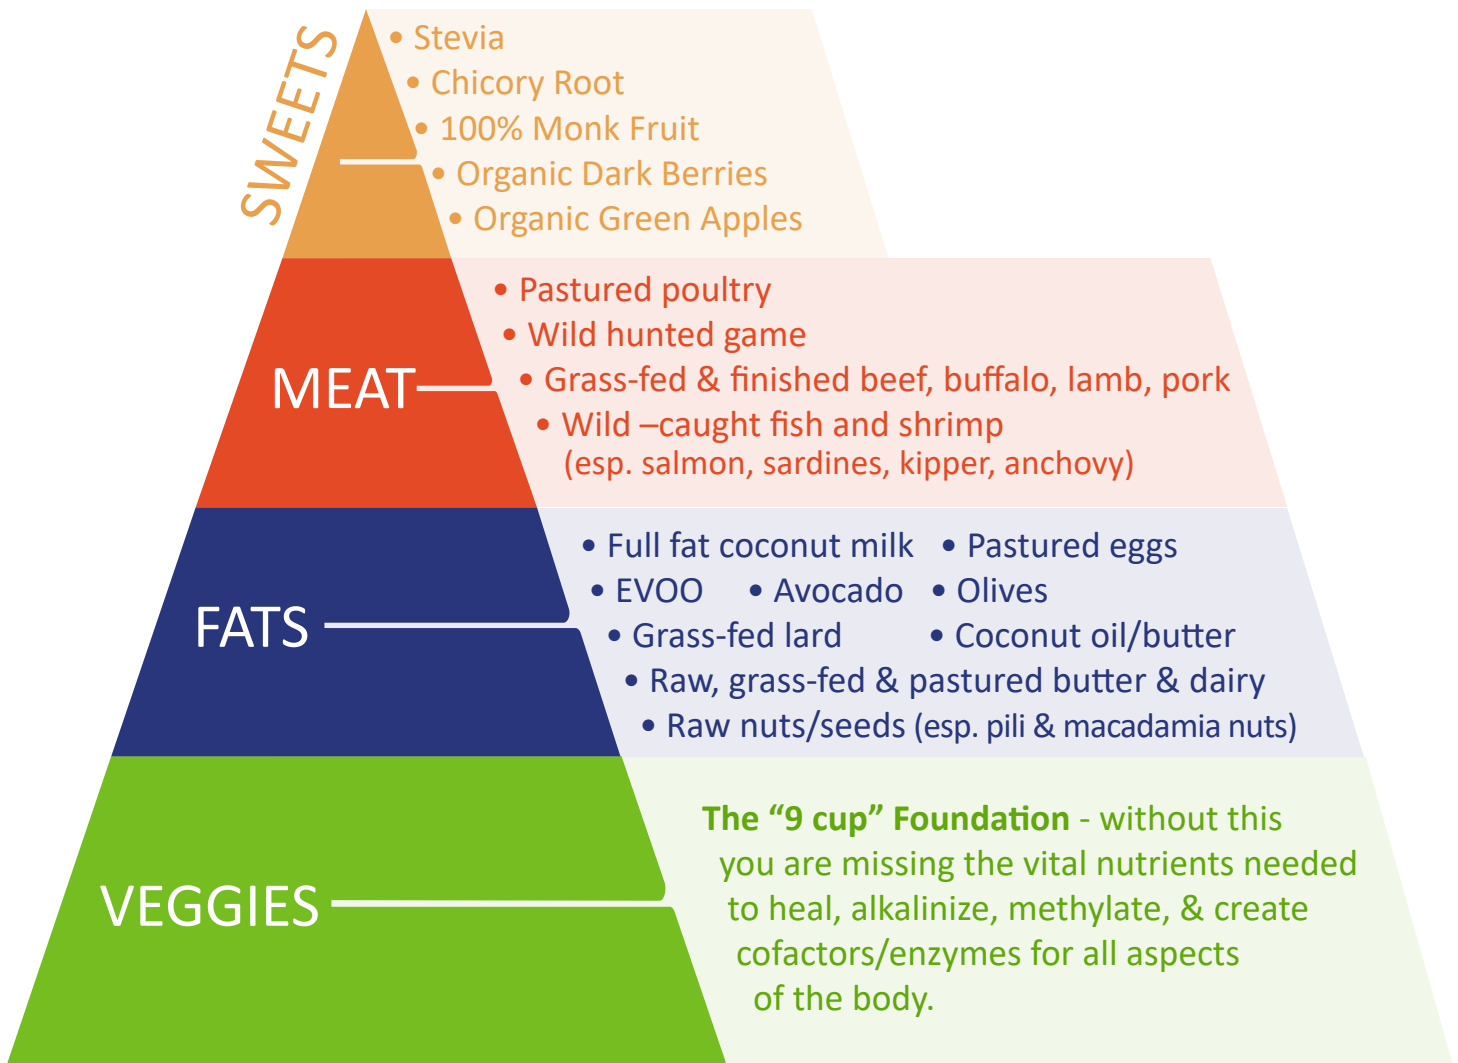 SWEETS
• Stevia
• Chicory Root
• 100% Monk Fruit
• Organic Dark Berries
• Organic Green Apples
MEAT
• Pastured poultry
• Wild hunted game
• Grass-fed & finished beef, buffalo, lamb, pork
• Wild –caught fish and shrimp
(esp. salmon, sardines, kipper, anchovy)
FATS
• Full fat coconut milk • Pastured eggs
• EVOO • Avocado • Olives
• Grass-fed lard • Coconut oil/butter
• Raw, grass-fed & pastured butter & dairy
• Raw nuts/seeds (esp. pili & macadamia nuts)
VEGGIES
The “9 cup” Foundation - without this
you are missing the vital nutrients needed
to heal, alkalinize, methylate, & create
cofactors/enzymes for all aspects
of the body.